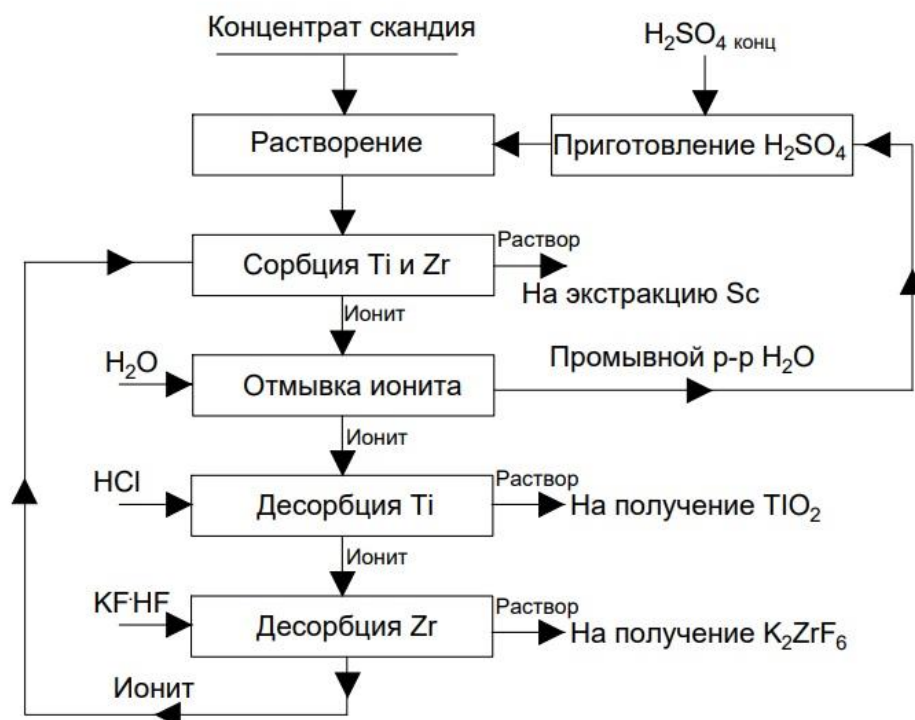 Концентрат скандия
H₂SO₄ конц
Растворение
Приготовление H₂SO₄
Сорбция Ti и Zr
Раствор
На экстракцию Sc
Ионит
H₂O
Отмывка ионита
Промывной р-р H₂O
Ионит
HCl
Десорбция Ti
Раствор
На получение TIO₂
Ионит
KF·HF
Десорбция Zr
Раствор
На получение K₂ZrF₆
Ионит